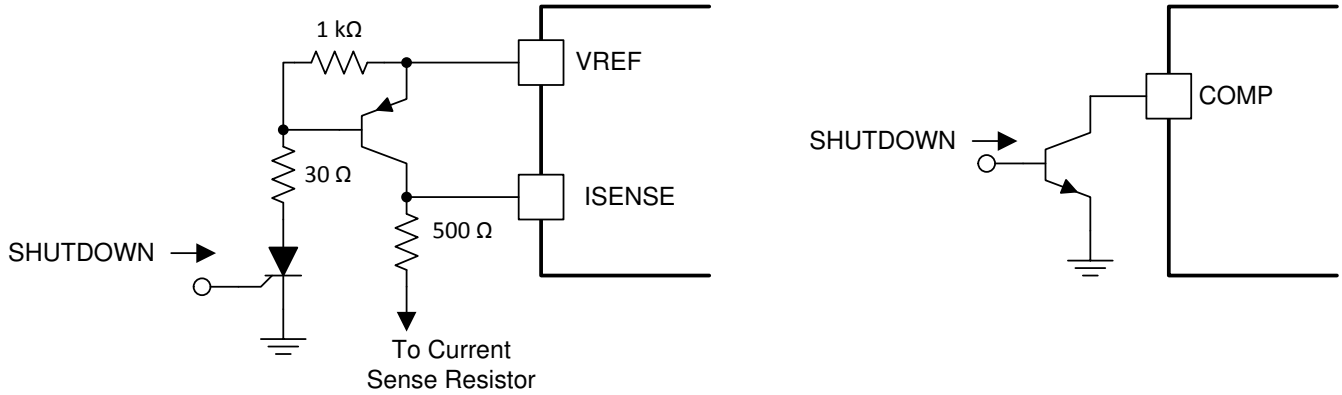 1 kΩ
VREF
30 Ω
ISENSE
500 Ω
SHUTDOWN
To Current
Sense Resistor
COMP
SHUTDOWN